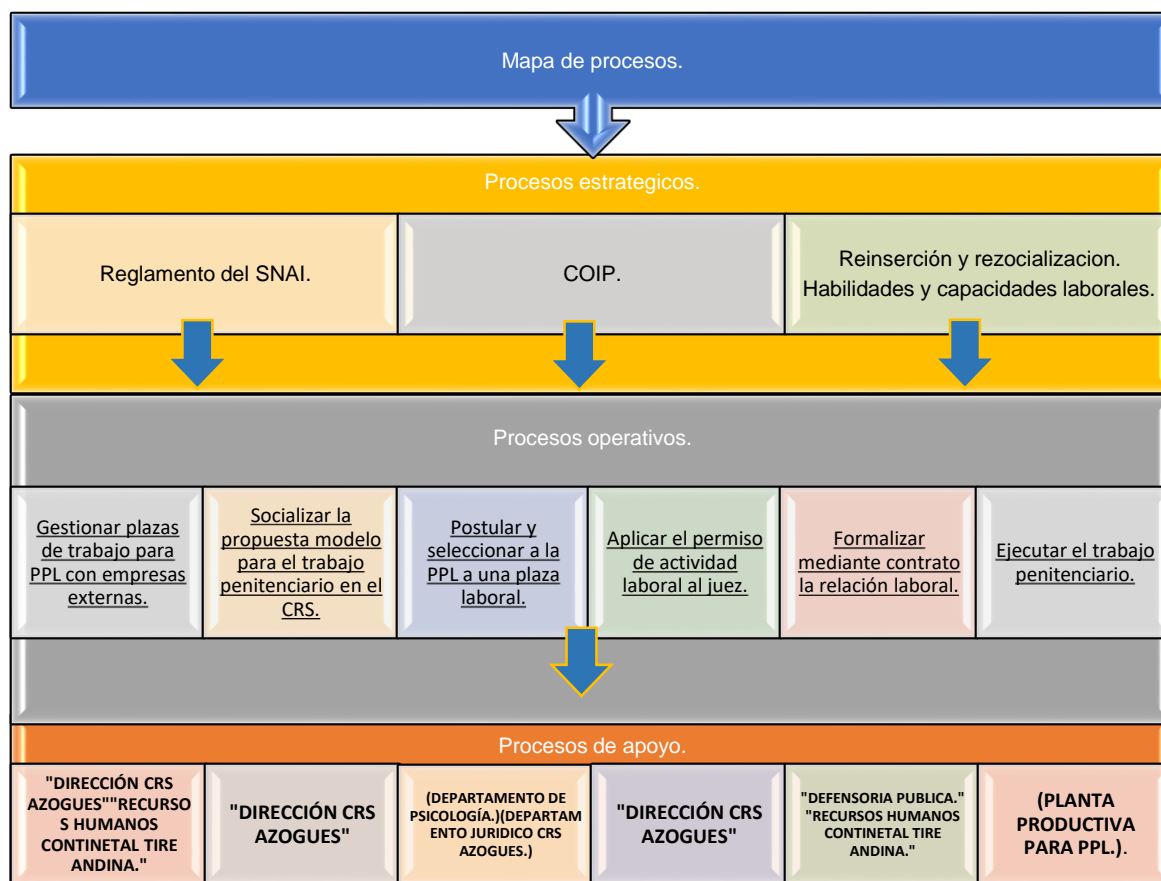 Mapa de procesos.
Procesos estrategicos.
Reglamento del SNAI.
COIP.
Reinserción y rezocializacion.
Habilidades y capacidades laborales.
Procesos operativos.
Gestionar plazas
de trabajo para
PPL con empresas
externas.
Socializar la
propuesta modelo
para el trabajo
penitenciario en el
CRS.
Postular y
seleccionar a la
PPL a una plaza
laboral.
Aplicar el permiso
de actividad
laboral al juez.
Formalizar
mediante contrato
la relación laboral.
Ejecutar el trabajo
penitenciario.
Procesos de apoyo.
"DIRECCIÓN CRS
AZOGUES""RECURSO
S HUMANOS
CONTINETAL TIRE
ANDINA."
"DIRECCIÓN CRS
AZOGUES"
(DEPARTAMENTO DE
PSICOLOGÍA.)(DEPARTAM
ENTO JURIDICO CRS
AZOGUES.)
"DIRECCIÓN CRS
AZOGUES"
"DEFENSORIA PUBLICA."
"RECURSOS HUMANOS
CONTINETAL TIRE
ANDINA."
(PLANTA
PRODUCTIVA
PARA PPL.).